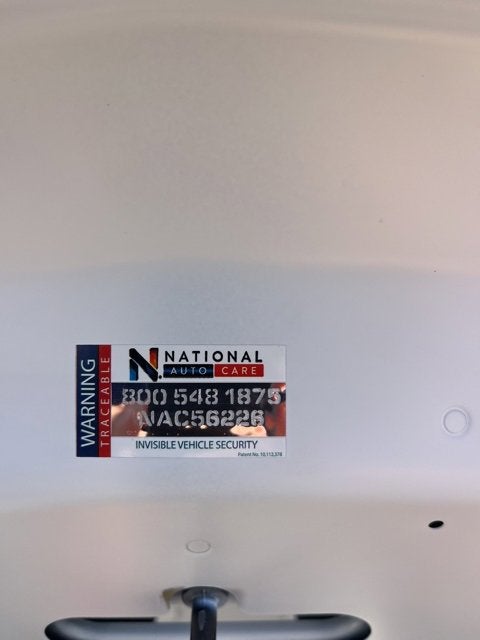 WARNING
TRACEABLE
N.
NATIONAL
AUTO CARE
800 548 1875
NAC56226
INVISIBLE VEHICLE SECURITY
Patent No. 10,112,378